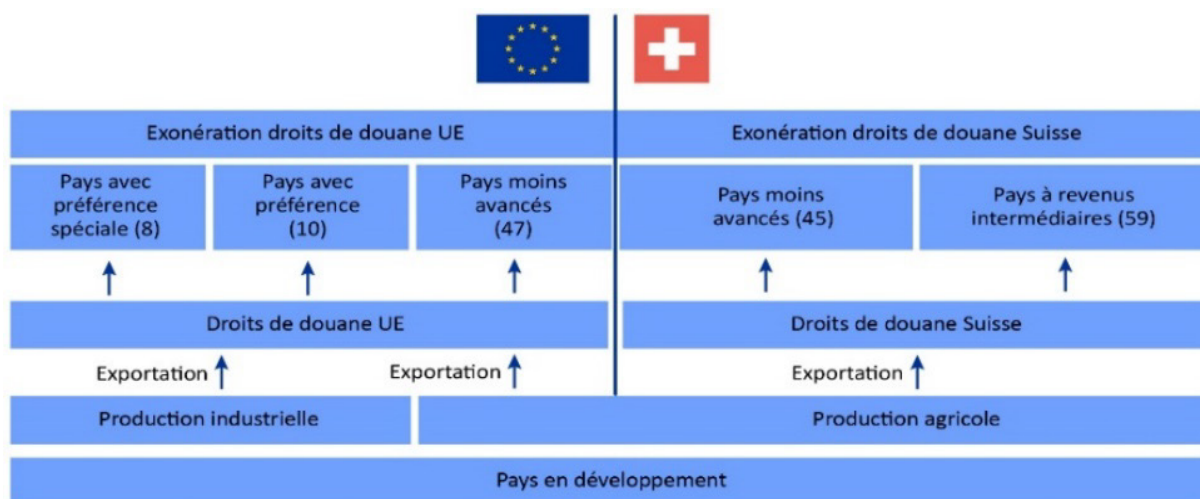 Exonération droits de douane UE
Exonération droits de douane Suisse
Pays avec
préférence
spéciale (8)
Pays avec
préférence
(10)
Pays moins
avancés
(47)
Pays moins
avancés (45)
Pays à revenus
intermédiaires (59)
Droits de douane UE
Droits de douane Suisse
Exportation
Exportation
Exportation
Production industrielle
Production agricole
Pays en développement